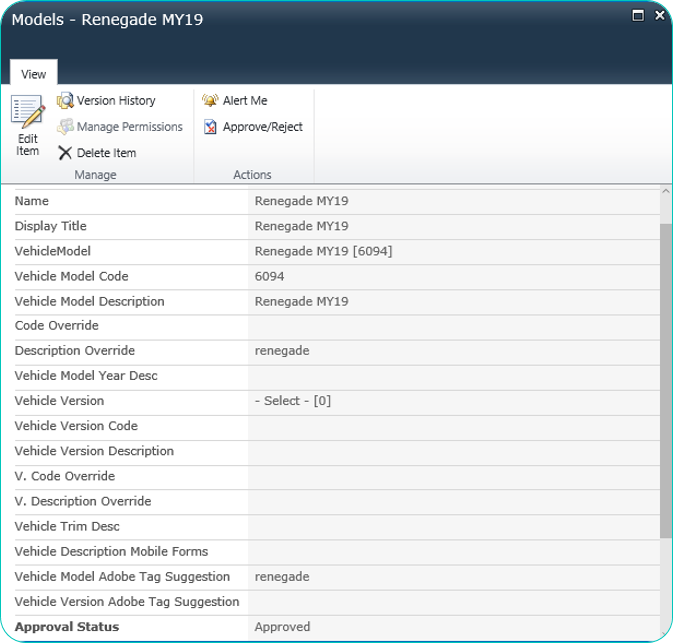 Models - Renegade MY19
View
Edit Item
Version History
Manage Permissions
Delete Item
Manage
Alert Me
Approve/Reject
Actions
Name Renegade MY19
Display Title Renegade MY19
VehicleModel Renegade MY19 [6094]
Vehicle Model Code 6094
Vehicle Model Description Renegade MY19
Code Override
Description Override renegade
Vehicle Model Year Desc
Vehicle Version - Select - [0]
Vehicle Version Code
Vehicle Version Description
V. Code Override
V. Description Override
Vehicle Trim Desc
Vehicle Description Mobile Forms
Vehicle Model Adobe Tag Suggestion renegade
Vehicle Version Adobe Tag Suggestion
Approval Status Approved